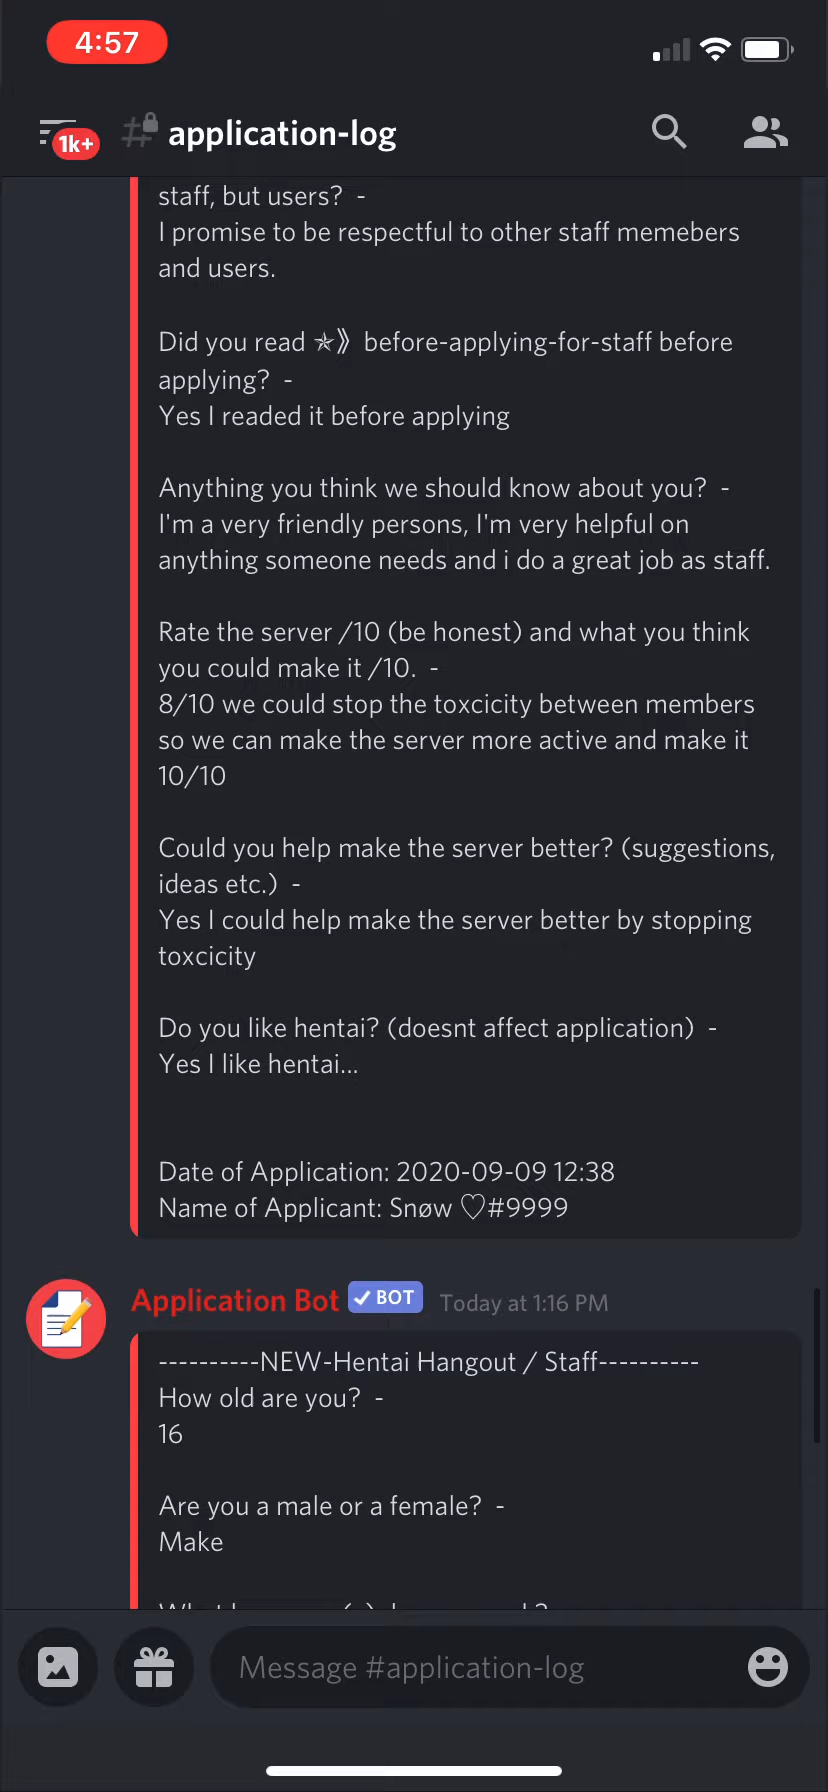 4:57
1k+
application-log
staff, but users? -
I promise to be respectful to other staff memebers
and users.
Did you read ✯》 before-applying-for-staff before
applying? -
Yes I readed it before applying
Anything you think we should know about you? -
I'm a very friendly persons, I'm very helpful on
anything someone needs and i do a great job as staff.
Rate the server /10 (be honest) and what you think
you could make it /10. -
8/10 we could stop the toxcicity between members
so we can make the server more active and make it
10/10
Could you help make the server better? (suggestions,
ideas etc.) -
Yes I could help make the server better by stopping
toxcicity
Do you like hentai? (doesnt affect application) -
Yes I like hentai...
Date of Application: 2020-09-09 12:38
Name of Applicant: Snøw ♡#9999
Application Bot ✓ BOT Today at 1:16 PM
----------NEW-Hentai Hangout / Staff----------
How old are you? -
16
Are you a male or a female? -
Make
Message #application-log